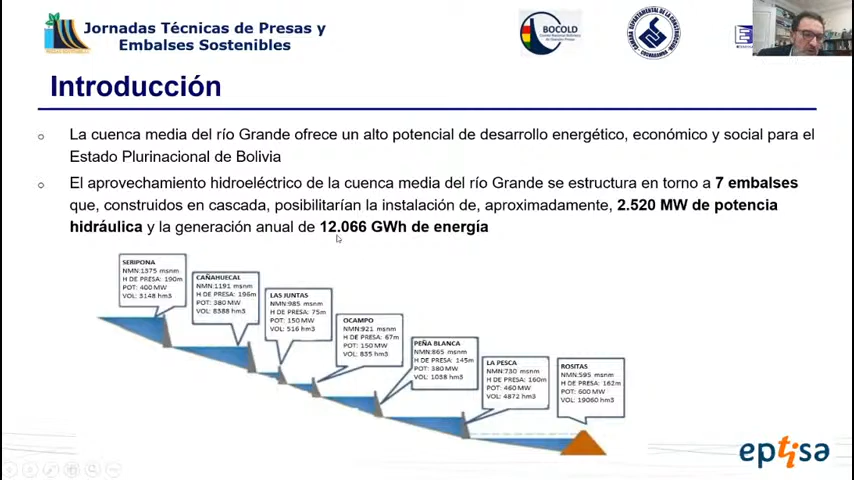 Jornadas Técnicas de Presas y
Embalses Sostenibles
BOCOLD
Introducción
La cuenca media del río Grande ofrece un alto potencial de desarrollo energético, económico y social para el
Estado Plurinacional de Bolivia
El aprovechamiento hidroeléctrico de la cuenca media del río Grande se estructura en torno a 7 embalses
que, construidos en cascada, posibilitarían la instalación de, aproximadamente, 2.520 MW de potencia
hidráulica y la generación anual de 12.066 GWh de energía
SERIPONA
NMN:1375 msnm
H DE PRESA: 190m
POT: 400 MW
VOL: 3148 hm3
CAÑAHUECAL
NMN:1191 msnm
H DE PRESA: 196m
POT: 380 MW
VOL: 8388 hm3
LAS JUNTAS
NMN:985 msnm
H DE PRESA: 75m
POT: 150 MW
VOL: 516 hm3
OCAMPO
NMN:921 msnm
H DE PRESA: 67m
POT: 150 MW
VOL: 835 hm3
PEÑA BLANCA
NMN:865 msnm
H DE PRESA: 145m
POT: 380 MW
VOL: 1038 hm3
LA PESCA
NMN:730 msnm
H DE PRESA: 160m
POT: 460 MW
VOL: 4872 hm3
ROSITAS
NMN:595 msnm
H DE PRESA: 162m
POT: 600 MW
VOL: 19060 hm3
eptisa